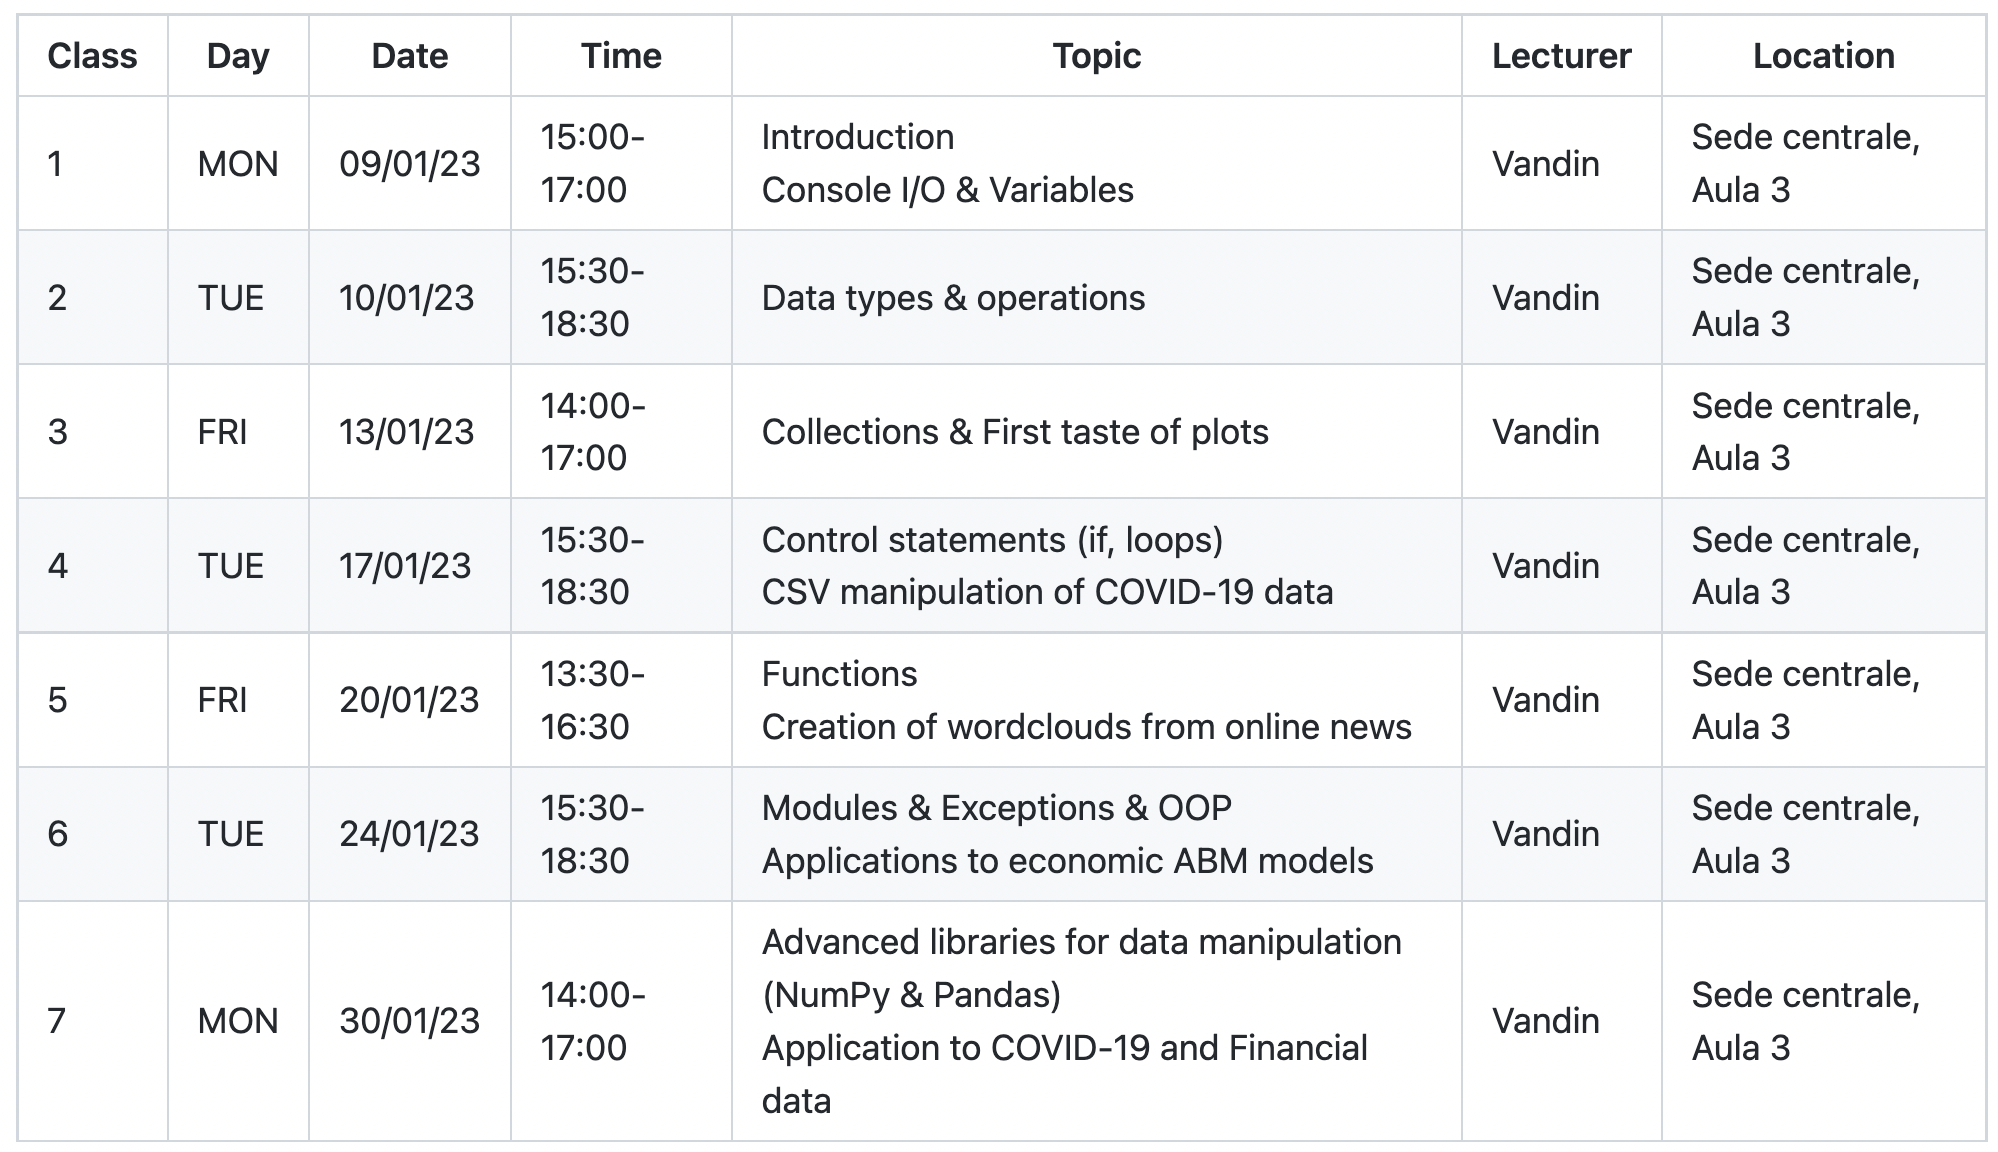 Class Day Date Time Topic Lecturer Location
1 MON 09/01/23 15:00-
17:00 Introduction
Console I/O & Variables Vandin Sede centrale,
Aula 3
2 TUE 10/01/23 15:30-
18:30 Data types & operations Vandin Sede centrale,
Aula 3
3 FRI 13/01/23 14:00-
17:00 Collections & First taste of plots Vandin Sede centrale,
Aula 3
4 TUE 17/01/23 15:30-
18:30 Control statements (if, loops)
CSV manipulation of COVID-19 data Vandin Sede centrale,
Aula 3
5 FRI 20/01/23 13:30-
16:30 Functions
Creation of wordclouds from online news Vandin Sede centrale,
Aula 3
6 TUE 24/01/23 15:30-
18:30 Modules & Exceptions & OOP
Applications to economic ABM models Vandin Sede centrale,
Aula 3
7 MON 30/01/23 14:00-
17:00 Advanced libraries for data manipulation
(NumPy & Pandas)
Application to COVID-19 and Financial
data Vandin Sede centrale,
Aula 3